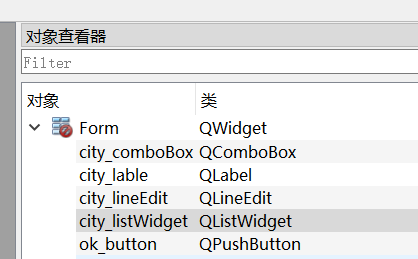 对象查看器
Filter
对象 类
Form QWidget
city_comboBox QComboBox
city_lable QLabel
city_lineEdit QLineEdit
city_listWidget QListWidget
ok_button QPushButton